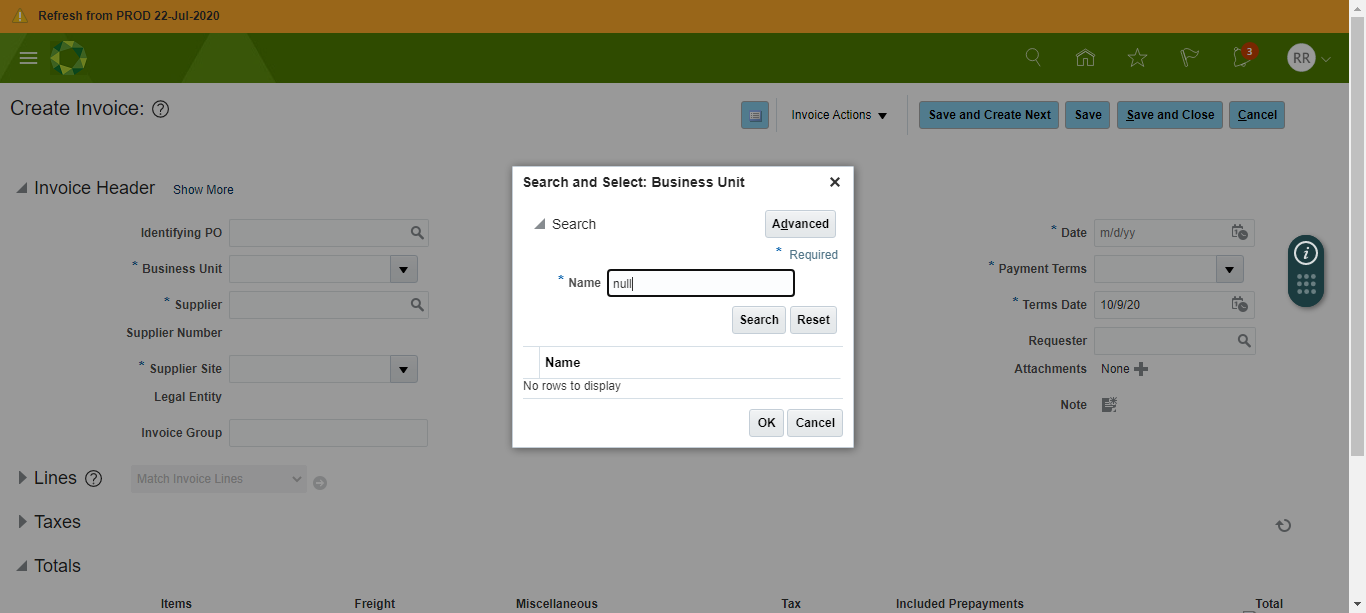 Refresh from PROD 22-Jul-2020
3
RR
Create Invoice: ?
Invoice Actions
Save and Create Next
Save
Save and Close
Cancel
Invoice Header
Show More
Identifying PO
* Business Unit
* Supplier
Supplier Number
* Supplier Site
Legal Entity
Invoice Group
Search and Select: Business Unit
Search
Advanced
* Required
* Name null
Search
Reset
Name
No rows to display
OK
Cancel
* Date m/d/yy
* Payment Terms
* Terms Date 10/9/20
Requester
Attachments None
Note
i
Lines ?
Match Invoice Lines
Taxes
Totals
Items Freight Miscellaneous Tax Included Prepayments Total